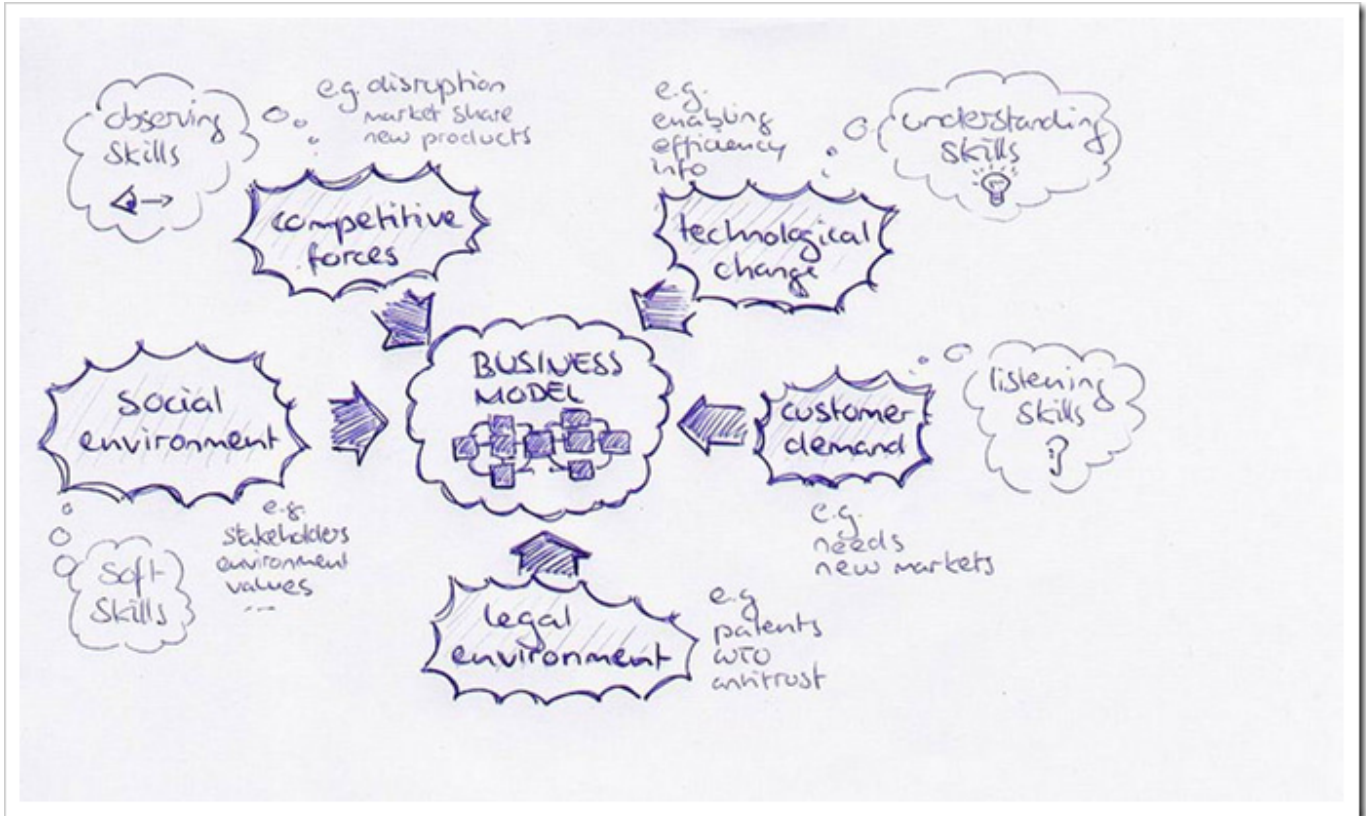 observing
skills
e.g. disruption
market share
new products
competitive
forces
e.g.
enabling
efficiency
info
understanding
skills
technological
change
social
environment
e.g.
stakeholders
environment
values
...
soft
skills
BUSINESS
MODEL
customer
demand
listening
skills
e.g.
needs
new markets
legal
environment
e.g.
patents
WTO
antitrust